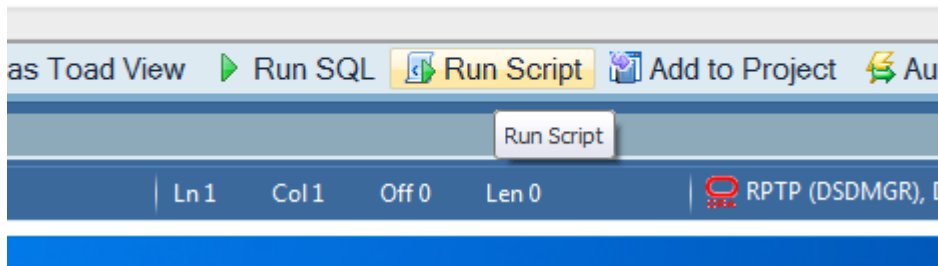 as Toad View Run SQL Run Script Add to Project Au
Run Script
Ln 1 Col 1 Off 0 Len 0 RPTP (DSDMGR), D